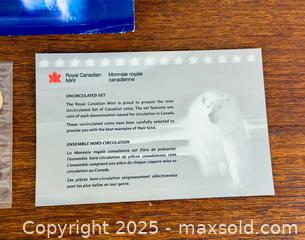 Royal Canadian Mint
Monnaie royale canadienne
UNCIRCULATED SET
The Royal Canadian Mint is proud to present the 1999
Uncirculated Set of Canadian coins. The set features one
coin of each denomination issued for circulation in Canada.
These uncirculated coins have been carefully selected to
provide you with the best examples of their kind.
ENSEMBLE HORS-CIRCULATION
La Monnaie royale canadienne est fière de présenter
l'ensemble hors-circulation de pièces canadiennes 1999.
L'ensemble comprend une pièce de chaque coupure mise en
circulation au Canada.
Ces pièces hors-circulation soigneusement sélectionnées
sont les plus belles en leur genre.
Copyright 2025 - maxsold.com